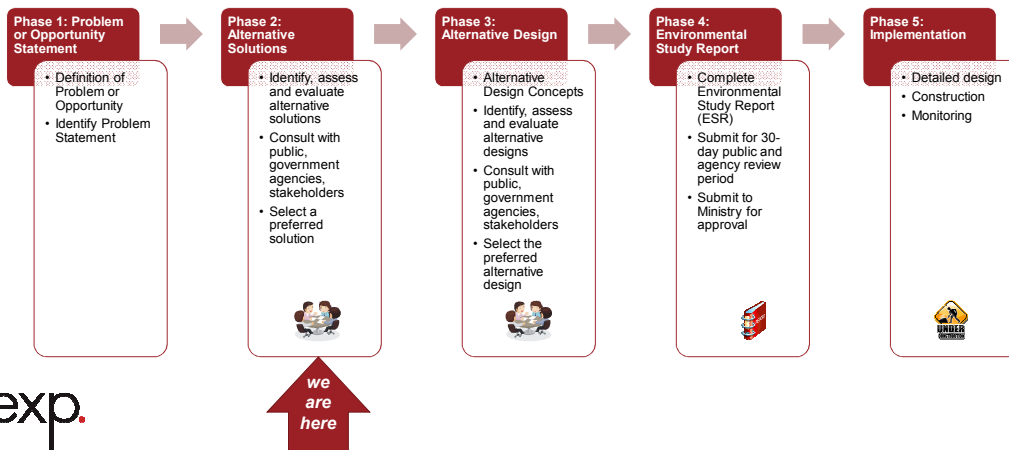 Phase 1: Problem
or Opportunity
Statement
• Definition of
Problem or
Opportunity
• Identify Problem
Statement
Phase 2:
Alternative
Solutions
• Identify, assess
and evaluate
alternative
solutions
• Consult with
public,
government
agencies,
stakeholders
• Select a
preferred
solution
Phase 3:
Alternative Design
• Alternative
Design Concepts
• Identify, assess
and evaluate
alternative
designs
• Consult with
public,
government
agencies,
stakeholders
• Select the
preferred
alternative
design
Phase 4:
Environmental
Study Report
• Complete
Environmental
Study Report
(ESR)
• Submit for 30-
day public and
agency review
period
• Submit to
Ministry for
approval
Phase 5:
Implementation
• Detailed design
• Construction
• Monitoring
UNDER
CONSTRUCTION
we
are
here
exp.